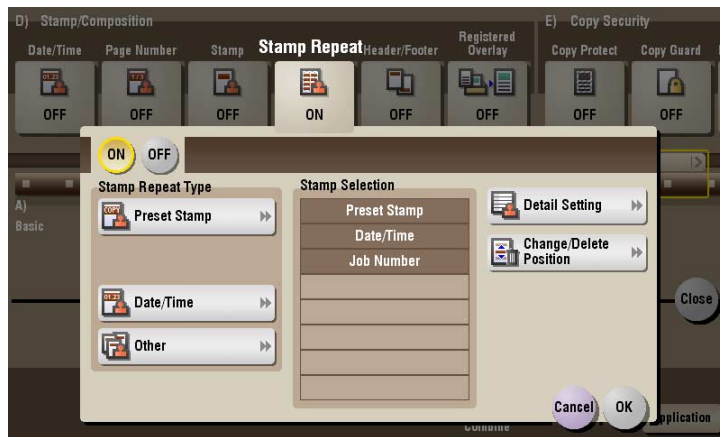 D) Stamp/Composition
E) Copy Security
Date/Time
Page Number
Stamp
Stamp Repeat
Header/Footer
Registered
Overlay
Copy Protect
Copy Guard
OFF
OFF
OFF
ON
OFF
OFF
OFF
OFF
ON
OFF
A)
Basic
Stamp Repeat Type
Preset Stamp
Date/Time
Other
Stamp Selection
Preset Stamp
Date/Time
Job Number
Detail Setting
Change/Delete
Position
Close
Cancel
OK
Combine
pplication